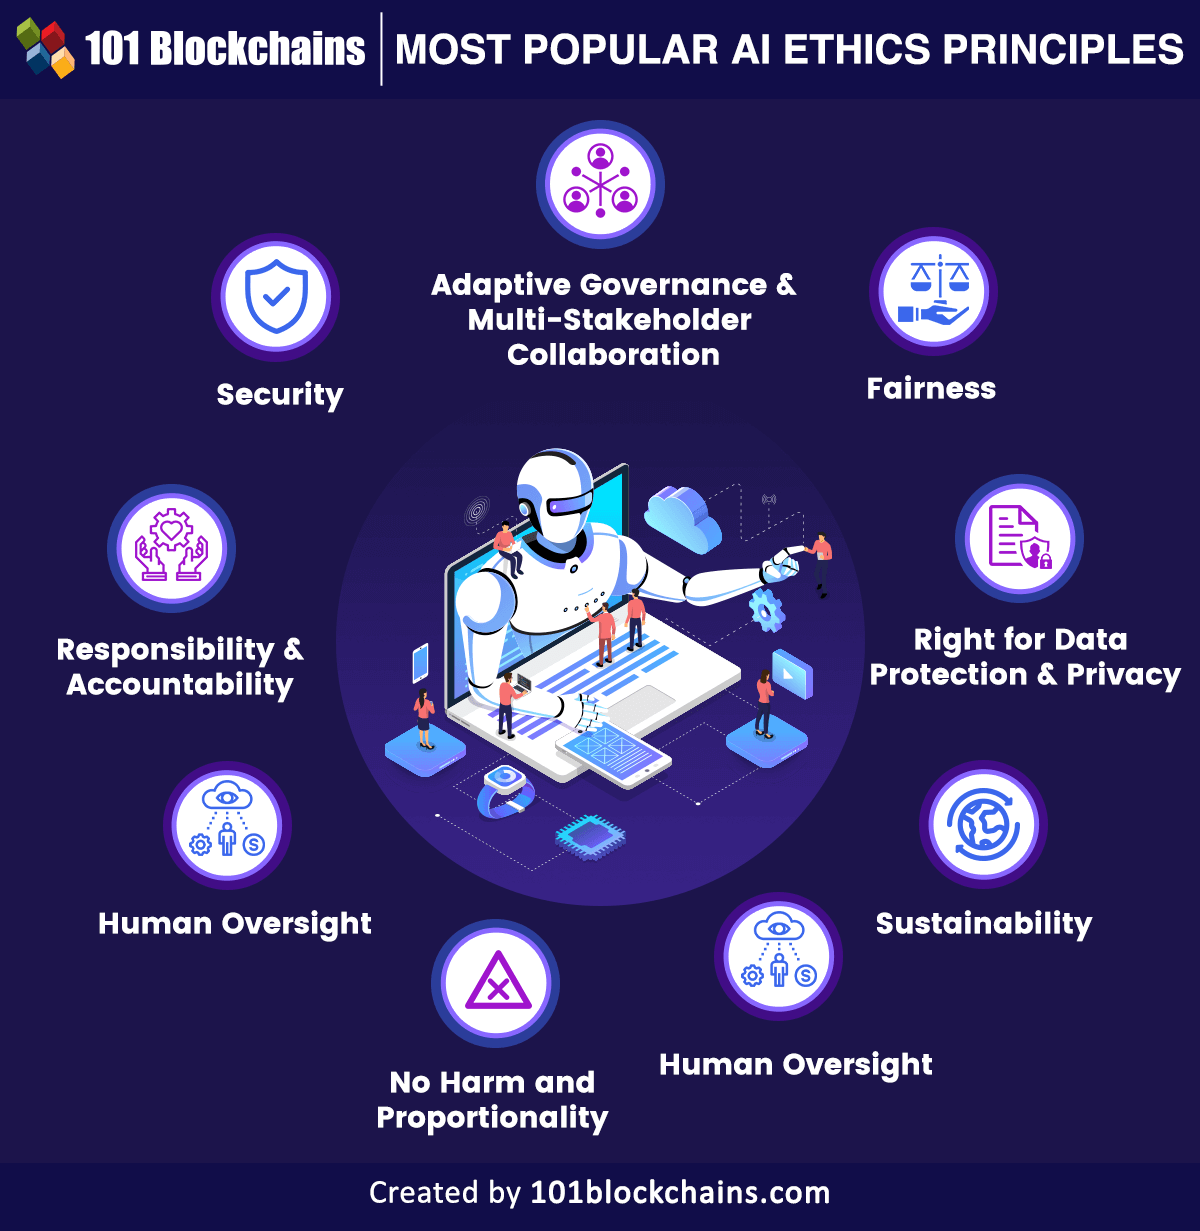 101 Blockchains
MOST POPULAR AI ETHICS PRINCIPLES
Adaptive Governance &
Multi-Stakeholder
Collaboration
Security
Fairness
Responsibility &
Accountability
Right for Data
Protection & Privacy
Human Oversight
Sustainability
No Harm and
Proportionality
Human Oversight
Created by 101blockchains.com